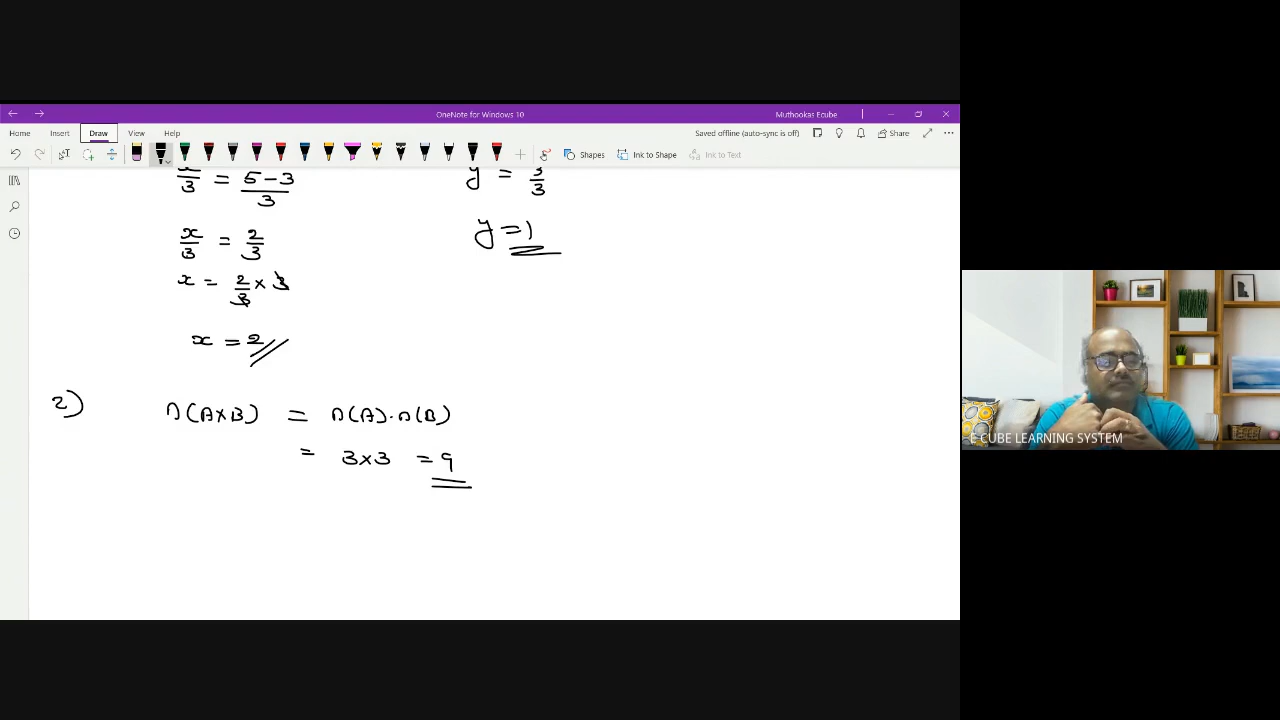 OneNote for Windows 10
Muthookas Ecube
Home Insert Draw View Help
Saved offline (auto-sync is off)
Share
Shapes
Ink to Shape
Ink to Text
x/3 = (5-3)/3
y = 3/3
x/3 = 2/3
y = 1
x = 2/3 × 3
x = 2
2) n(A×B) = n(A).n(B)
= 3×3 = 9
E CUBE LEARNING SYSTEM